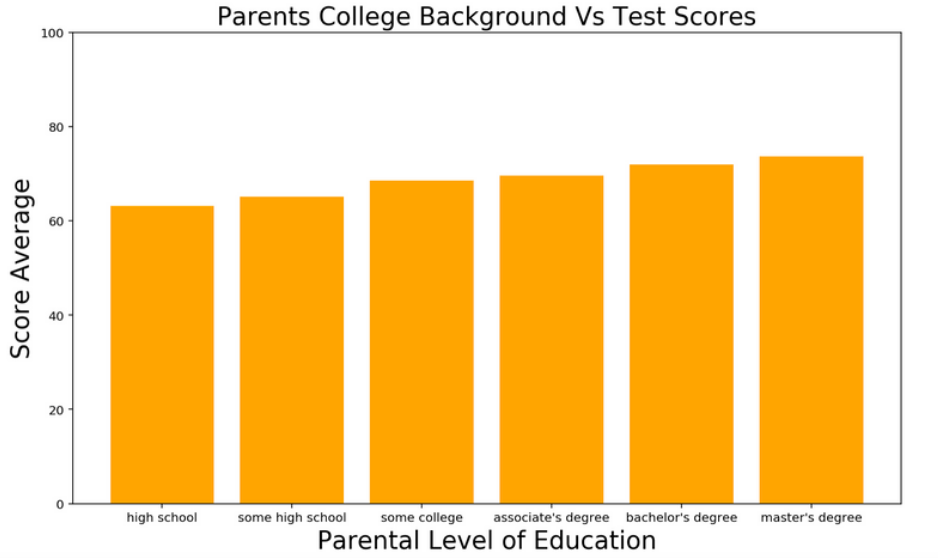 Parents College Background Vs Test Scores
100
80
60
40
20
0
Score Average
high school some high school some college associate's degree bachelor's degree master's degree
Parental Level of Education